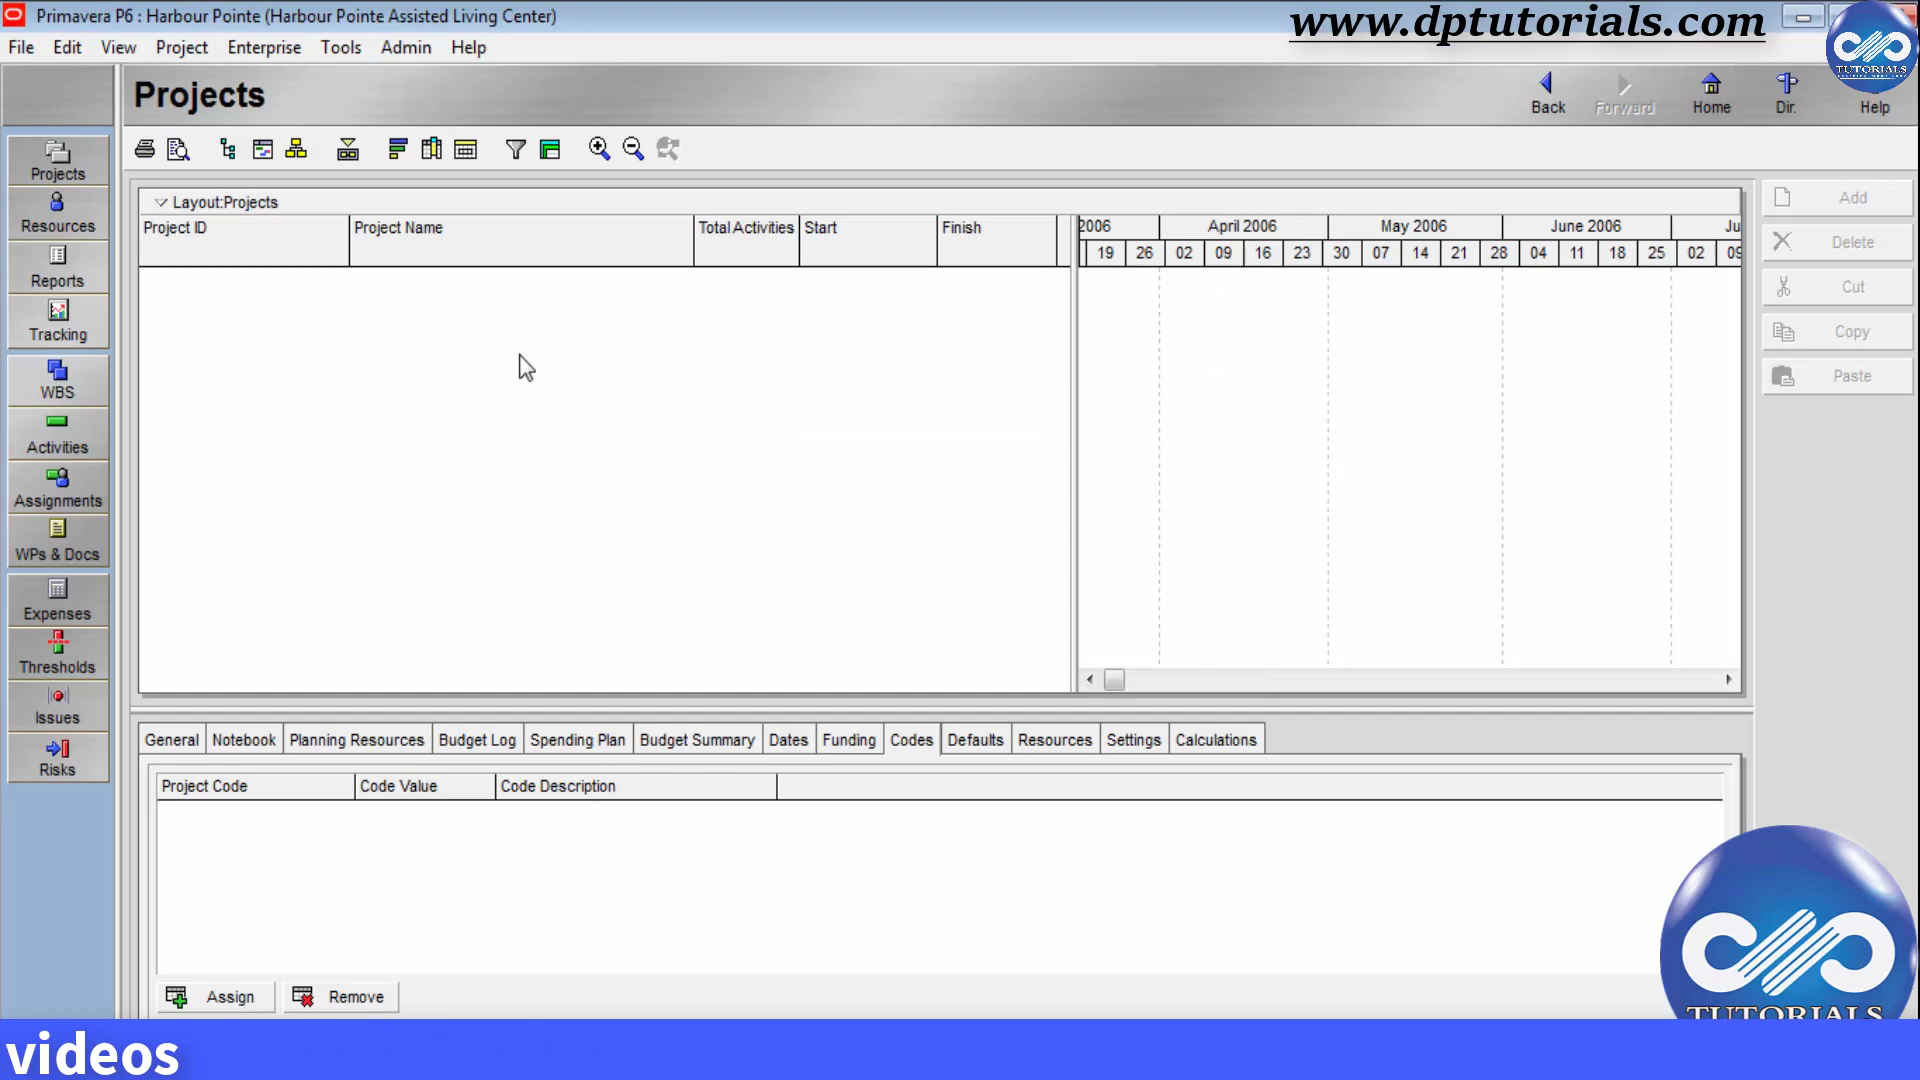 Primavera P6 : Harbour Pointe (Harbour Pointe Assisted Living Center)
www.dptutorials.com
File Edit View Project Enterprise Tools Admin Help
TUTORIALS
Projects
Back Forward Home Dir. Help
Projects
Resources
Reports
Tracking
WBS
Activities
Assignments
WPs & Docs
Expenses
Thresholds
Issues
Risks
Layout:Projects
Project ID Project Name Total Activities Start Finish
2006 April 2006 May 2006 June 2006 Ju
19 26 02 09 16 23 30 07 14 21 28 04 11 18 25 02 09
Add
Delete
Cut
Copy
Paste
General Notebook Planning Resources Budget Log Spending Plan Budget Summary Dates Funding Codes Defaults Resources Settings Calculations
Project Code Code Value Code Description
Assign Remove
TUTORIALS
videos